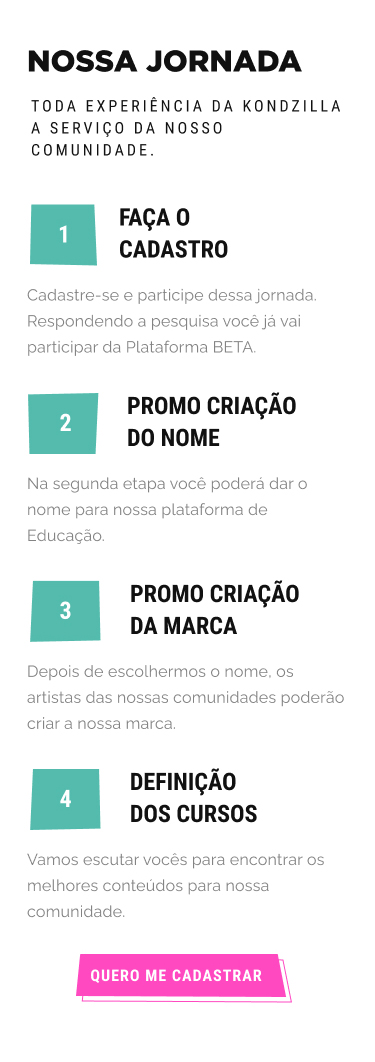 NOSSA JORNADA
TODA EXPERIÊNCIA DA KONDZILLA
A SERVIÇO DA NOSSO
COMUNIDADE.
1
FAÇA O
CADASTRO
Cadastre-se e participe dessa jornada.
Respondendo a pesquisa você já vai
participar da Plataforma BETA.
2
PROMO CRIAÇÃO
DO NOME
Na segunda etapa você poderá dar o
nome para nossa plataforma de
Educação.
3
PROMO CRIAÇÃO
DA MARCA
Depois de escolhermos o nome, os
artistas das nossas comunidades poderão
criar a nossa marca.
4
DEFINIÇÃO
DOS CURSOS
Vamos escutar vocês para encontrar os
melhores conteúdos para nossa
comunidade.
QUERO ME CADASTRAR